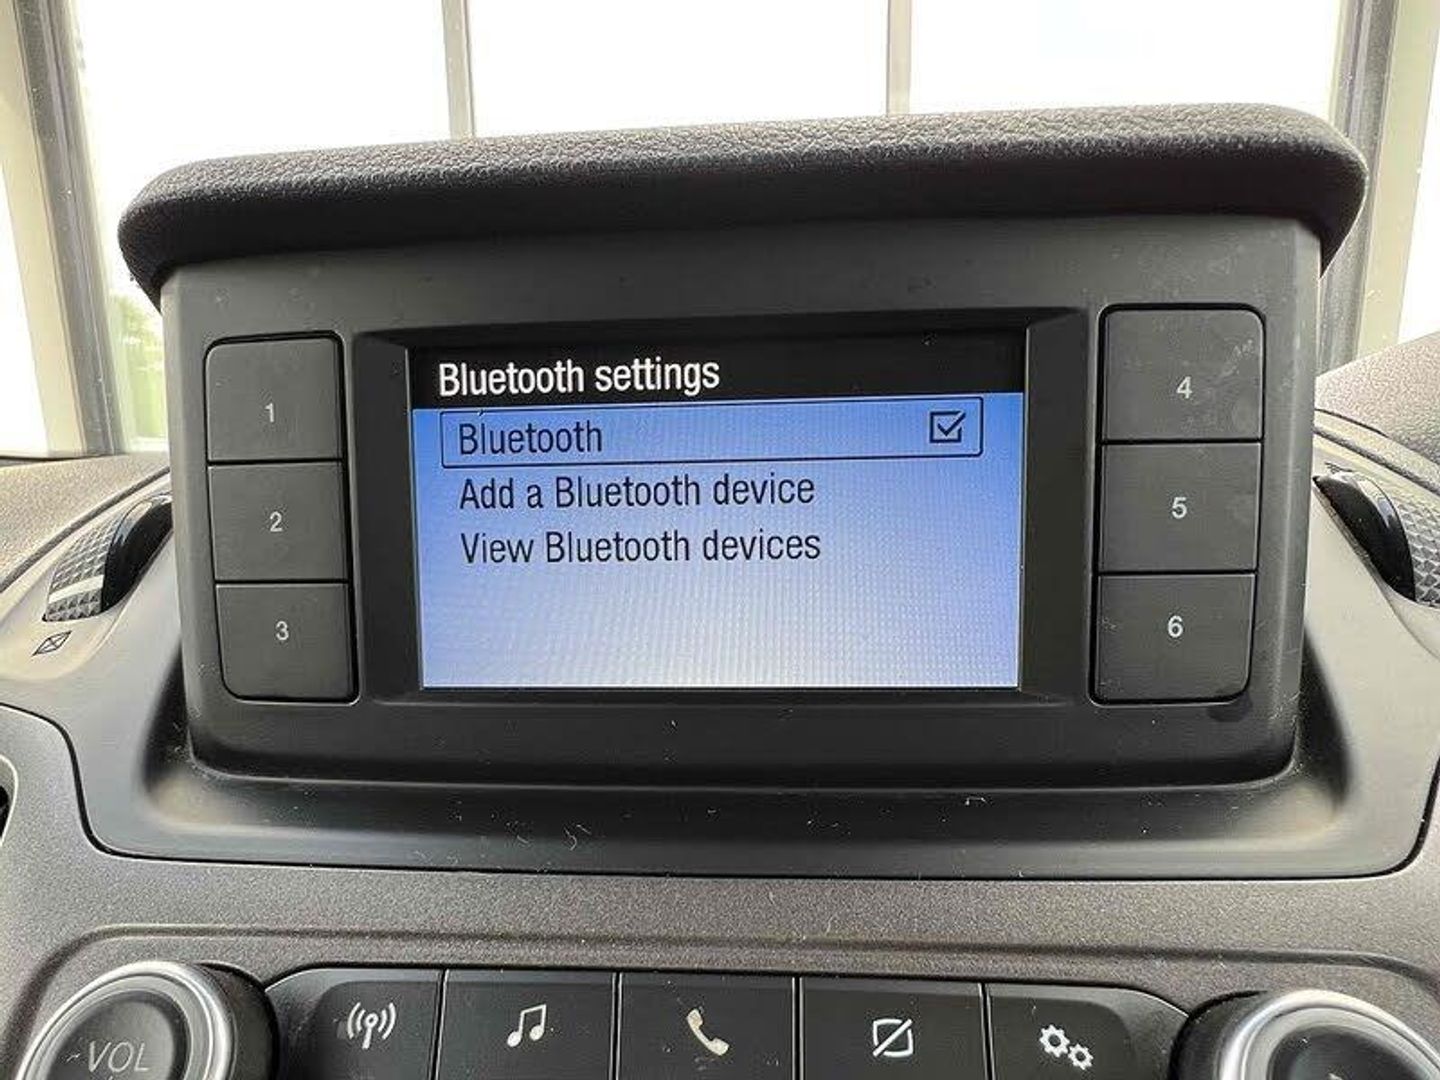 Bluetooth settings
Bluetooth
Add a Bluetooth device
View Bluetooth devices
1
2
3
4
5
6
VOL